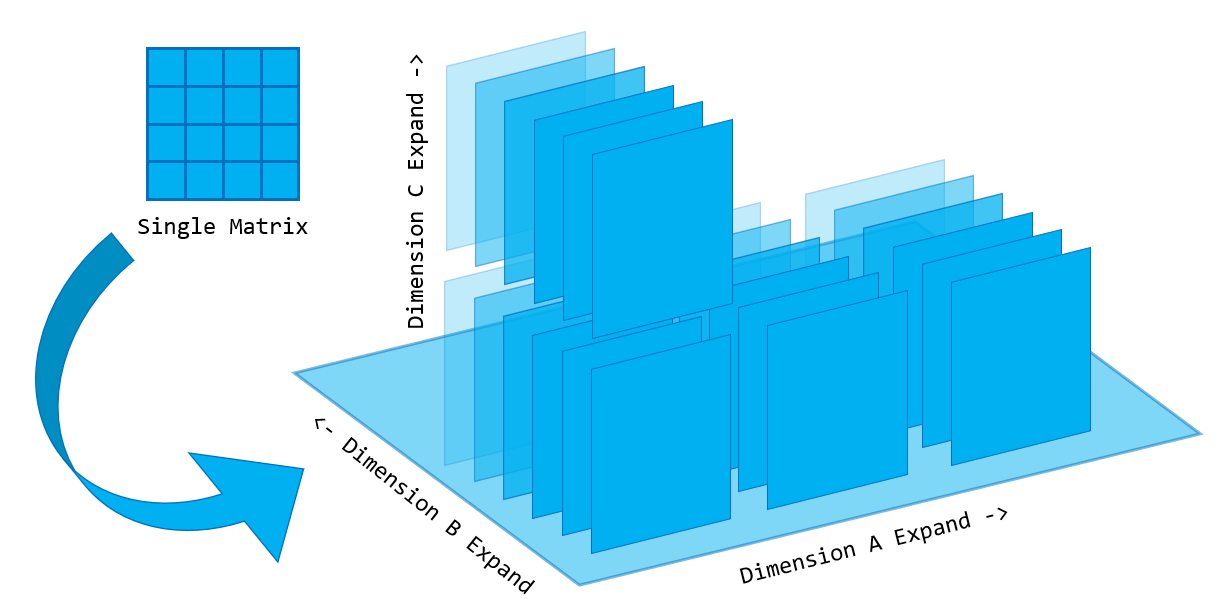 Single Matrix
Dimension C Expand ->
<- Dimension B Expand
Dimension A Expand ->